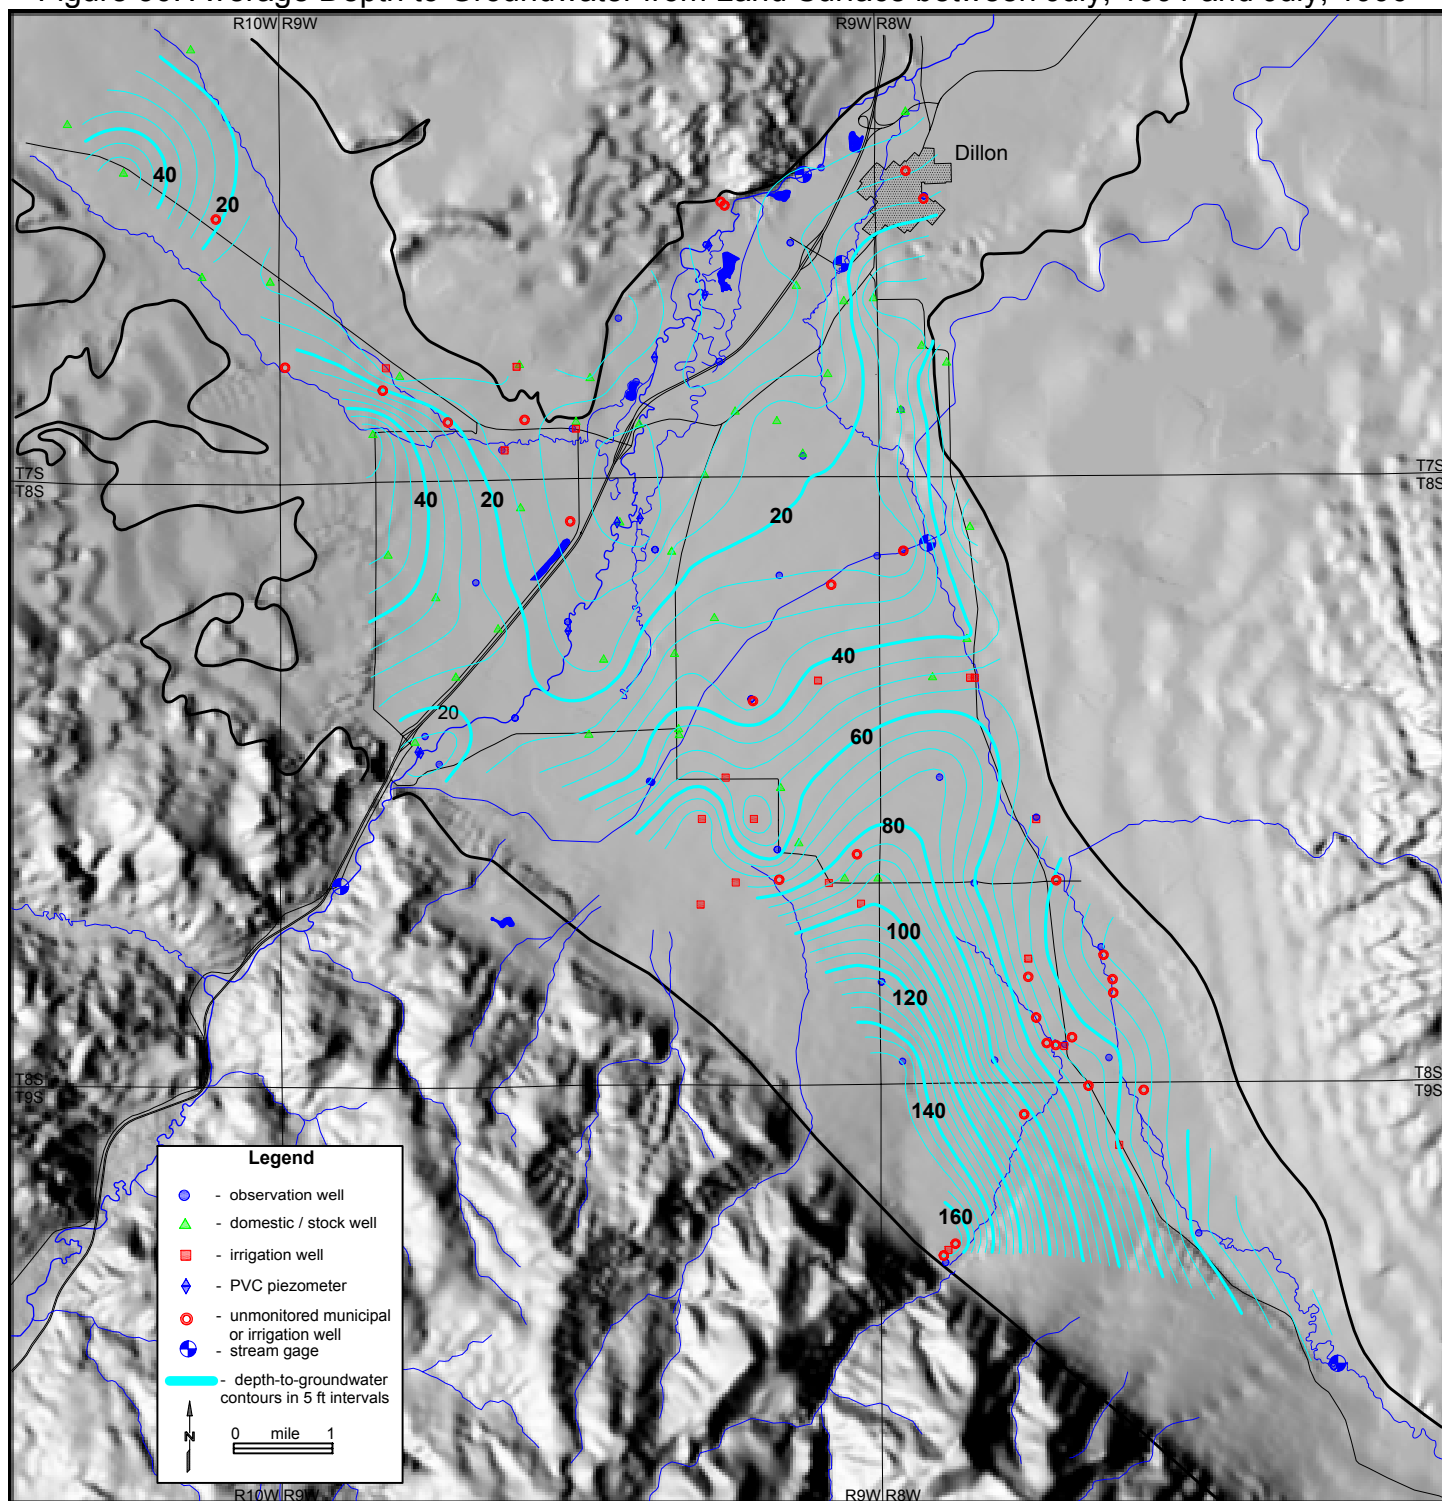 R10W R9W
R9W R8W
Dillon
40
20
T7S
T8S
T7S
T8S
40
20
20
40
20
60
80
100
120
T8S
T9S
T8S
T9S
140
160
Legend
- observation well
- domestic / stock well
- irrigation well
- PVC piezometer
- unmonitored municipal
or irrigation well
- stream gage
- depth-to-groundwater
contours in 5 ft intervals
N
0 mile 1
R10W R9W
R9W R8W